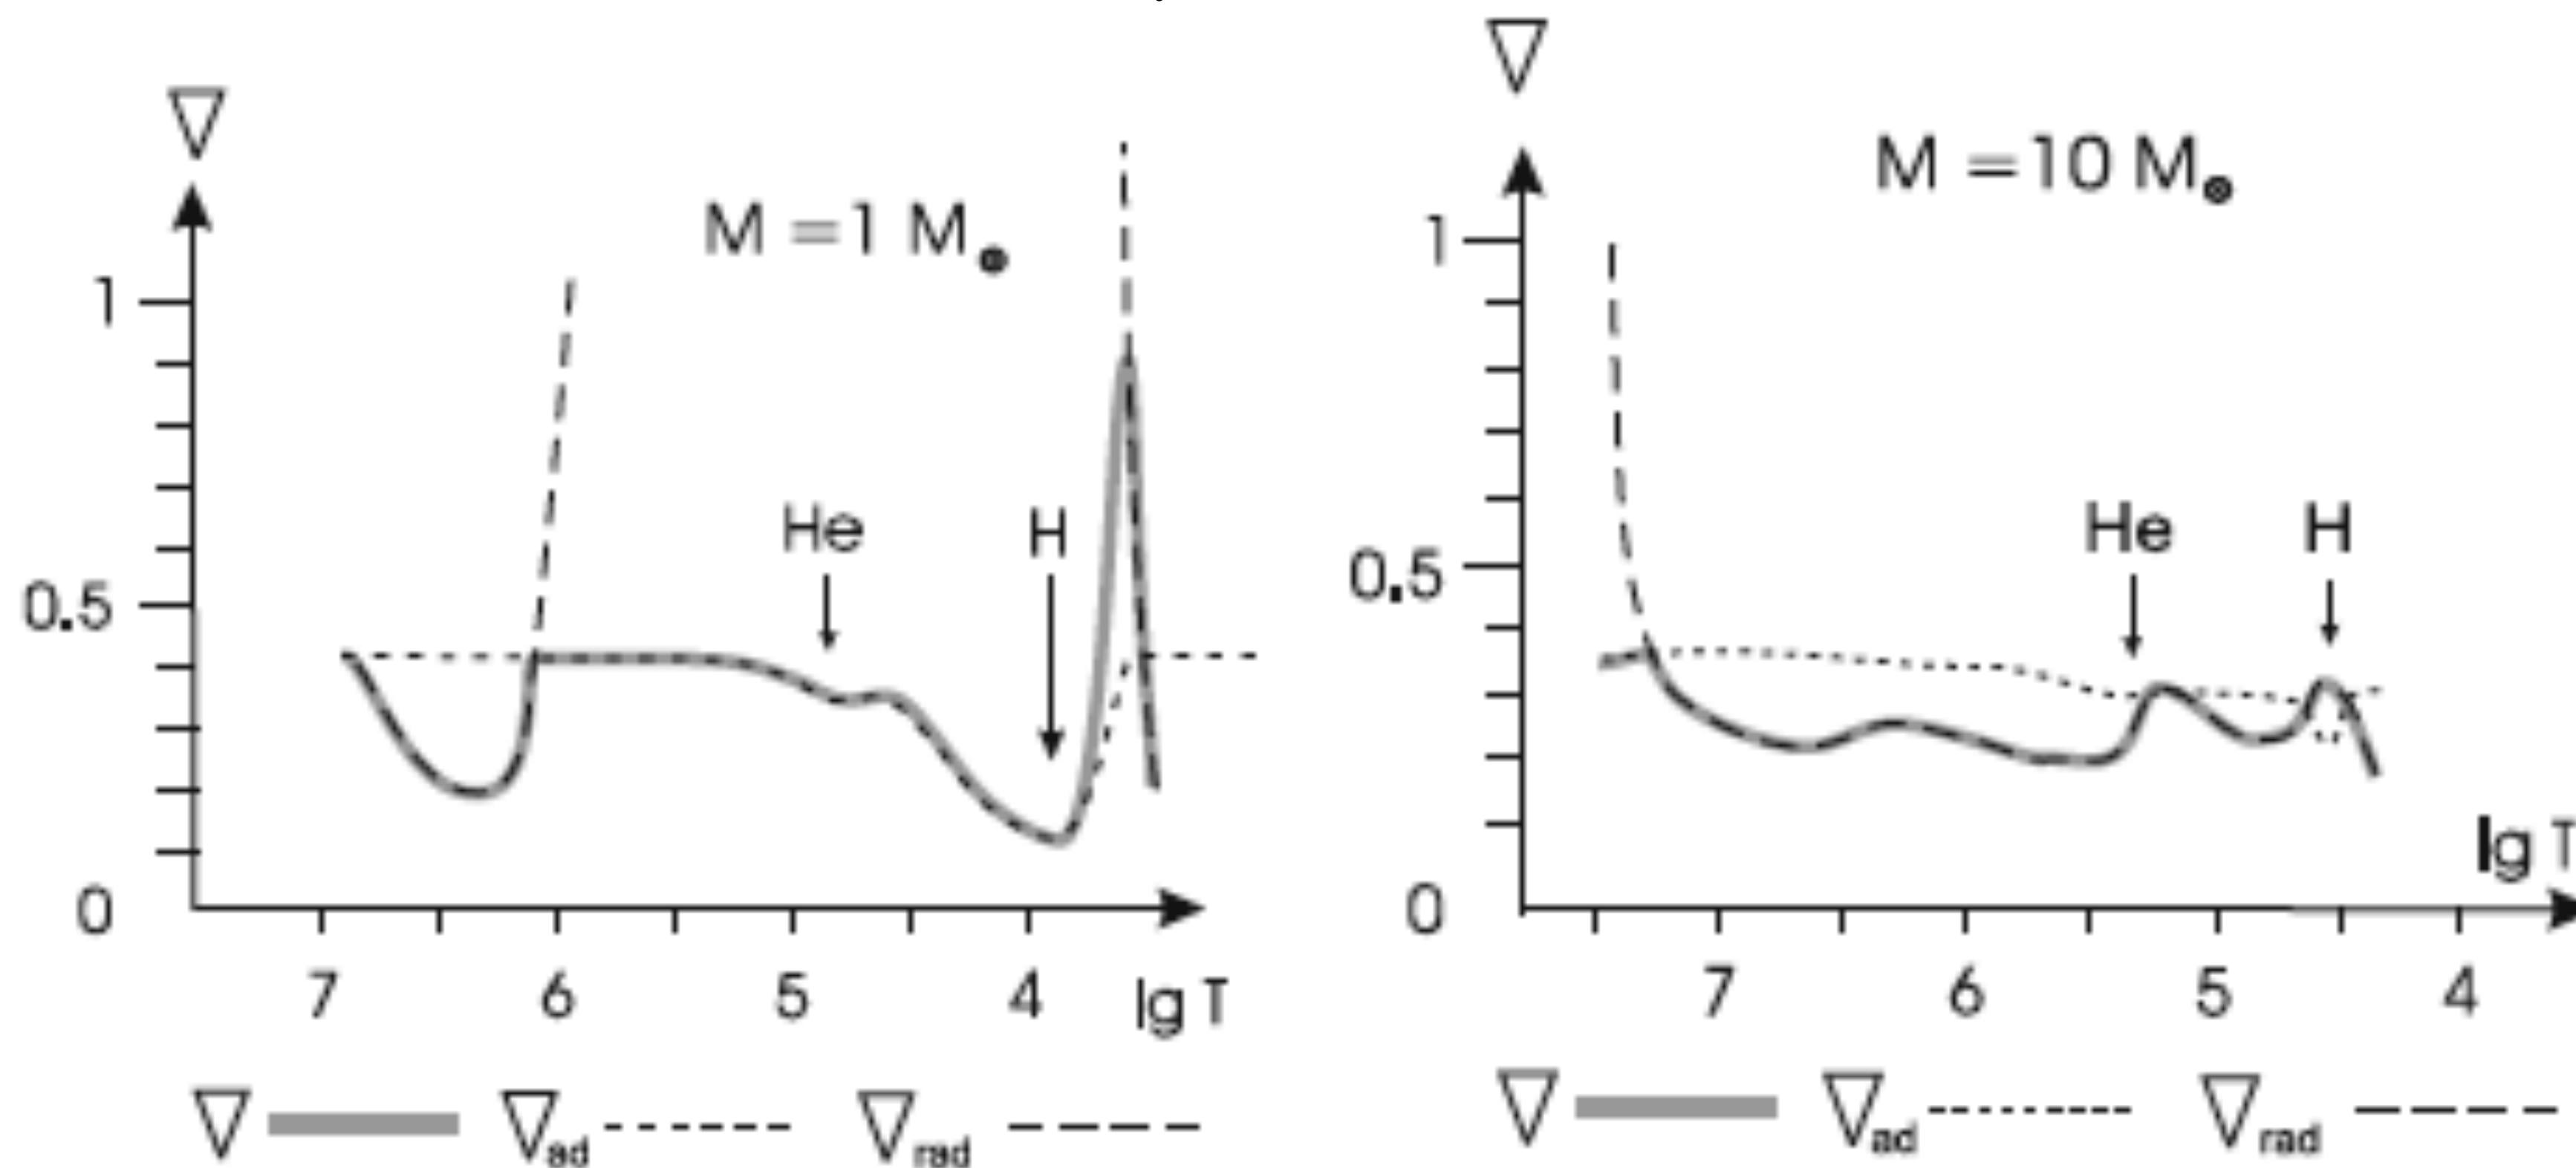 ∇
M = 1 M⊙
1
0.5
0
He
H
7 6 5 4 lg T
∇ ∇ad ∇rad
∇
M = 10 M⊙
1
0.5
0
He
H
lg T
7 6 5 4
∇ ∇ad ∇rad